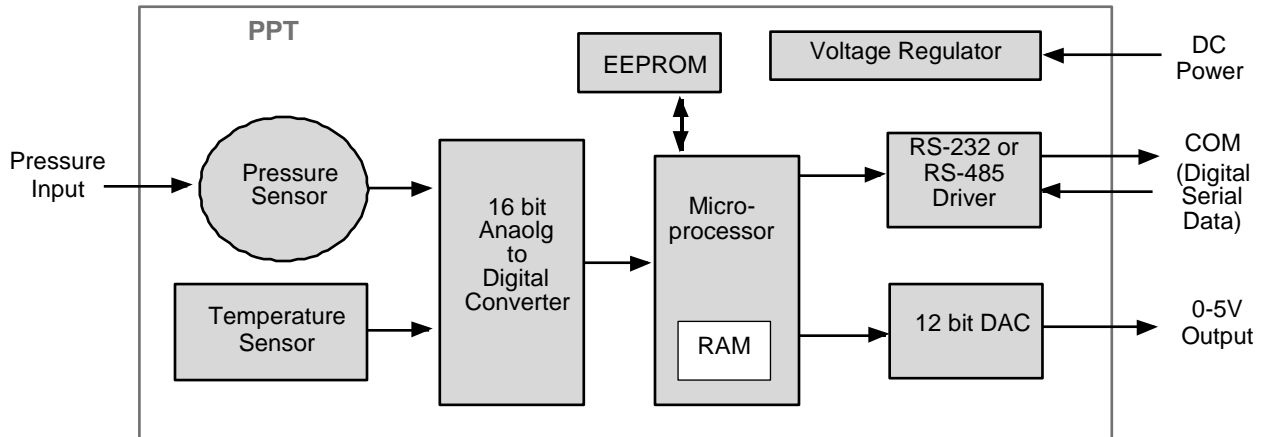 PPT
EEPROM
Voltage Regulator
DC
Power
Pressure
Input
Pressure
Sensor
16 bit
Anaolg
to
Digital
Converter
Micro-
processor
RAM
RS-232 or
RS-485
Driver
COM
(Digital
Serial
Data)
Temperature
Sensor
12 bit DAC
0-5V
Output